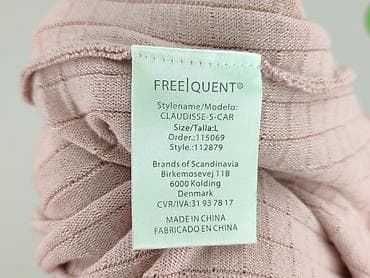 FREE|QUENT®
Stylename/Modelo:
CLAUDISSE-S-CAR
Size/Talla:L
Order.:115069
Style.:112879
Brands of Scandinavia
Birkemosevej 11B
6000 Kolding
Denmark
CVR/IVA:31 93 78 17
MADE IN CHINA
FABRICADO EN CHINA